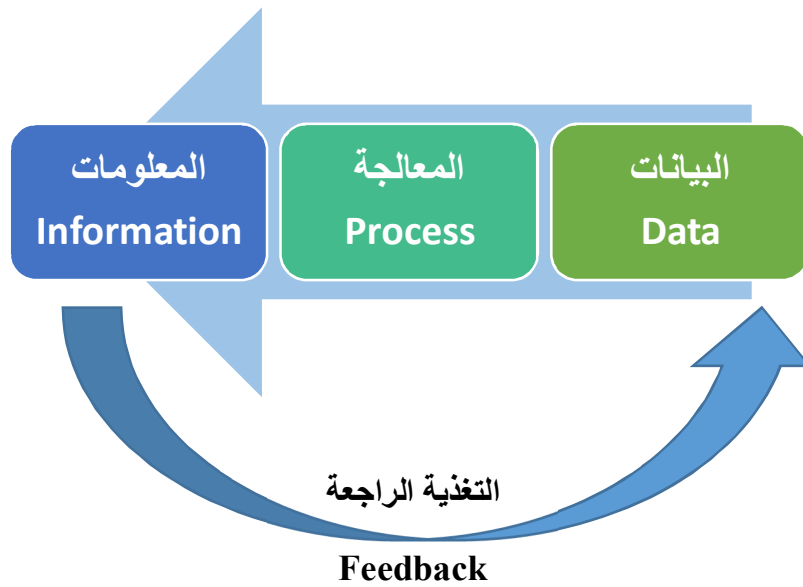 البيانات
Data
المعالجة
Process
المعلومات
Information
التغذية الراجعة
Feedback